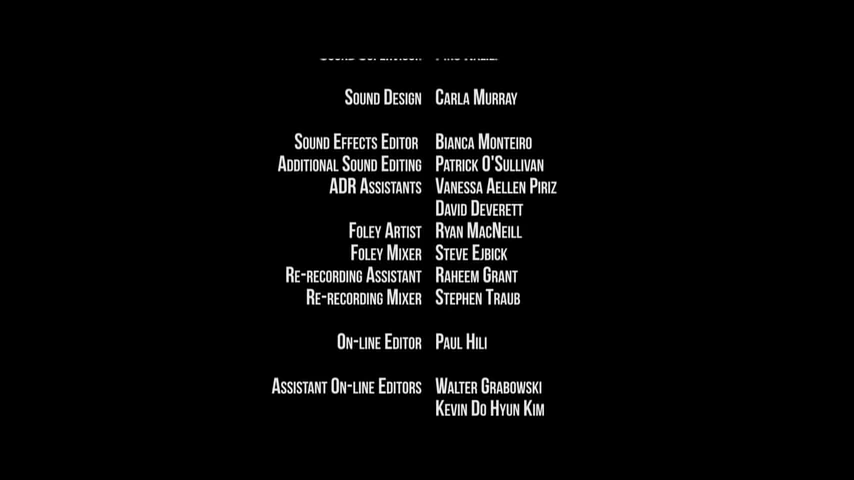 Sound Design Carla Murray
Sound Effects Editor Bianca Monteiro
Additional Sound Editing Patrick O'Sullivan
ADR Assistants Vanessa Aellen Piriz
David Deverett
Foley Artist Ryan MacNeill
Foley Mixer Steve Ejbick
Re-recording Assistant Raheem Grant
Re-recording Mixer Stephen Traub
On-line Editor Paul Hili
Assistant On-line Editors Walter Grabowski
Kevin Do Hyun Kim